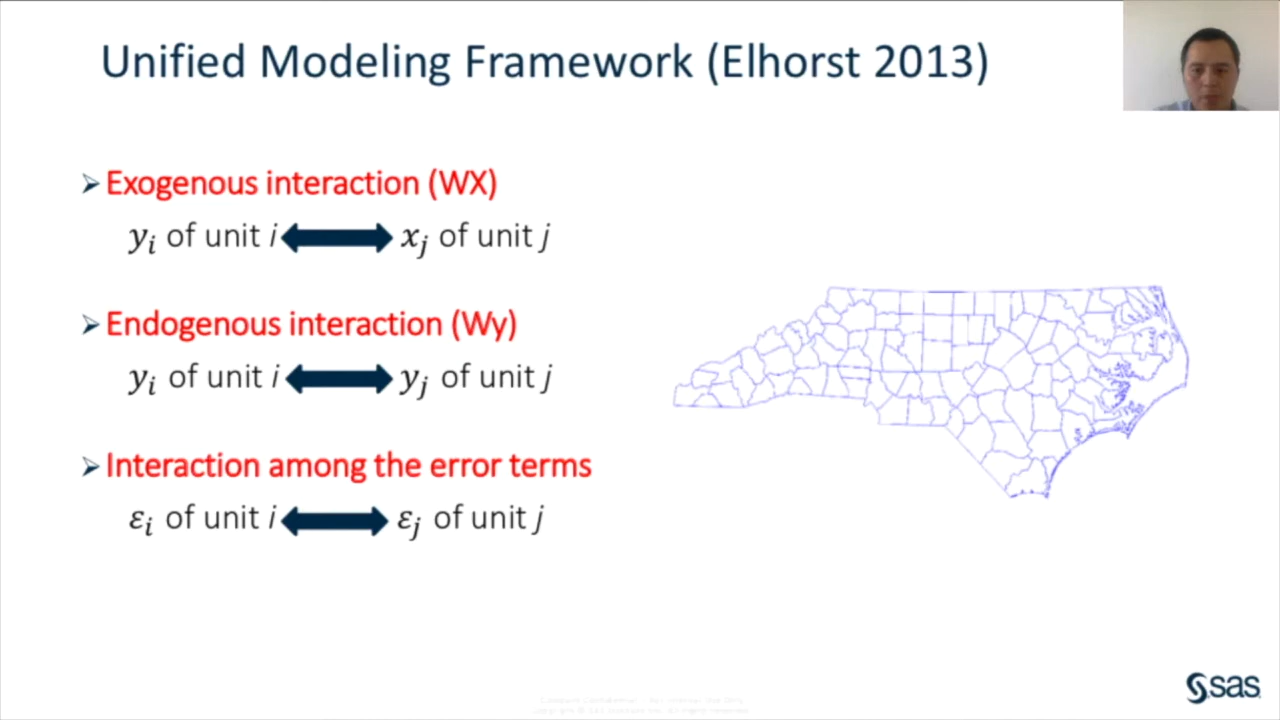 Unified Modeling Framework (Elhorst 2013)
➢ Exogenous interaction (WX)
yᵢ of unit i ⟷ xⱼ of unit j
➢ Endogenous interaction (Wy)
yᵢ of unit i ⟷ yⱼ of unit j
➢ Interaction among the error terms
εᵢ of unit i ⟷ εⱼ of unit j
sas